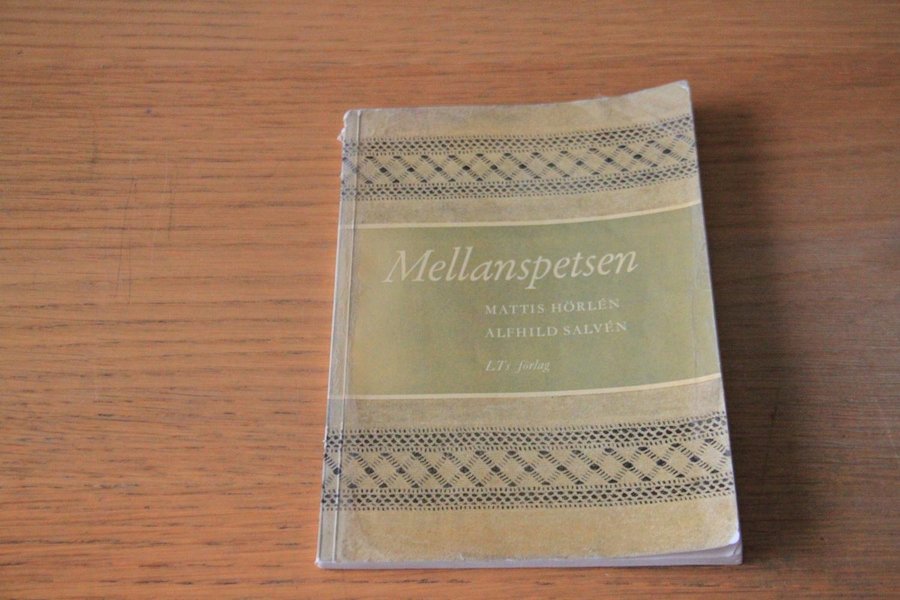 Mellanspetsen
MATTIS HÖRLÉN
ALFHILD SALVÉN
LTs förlag